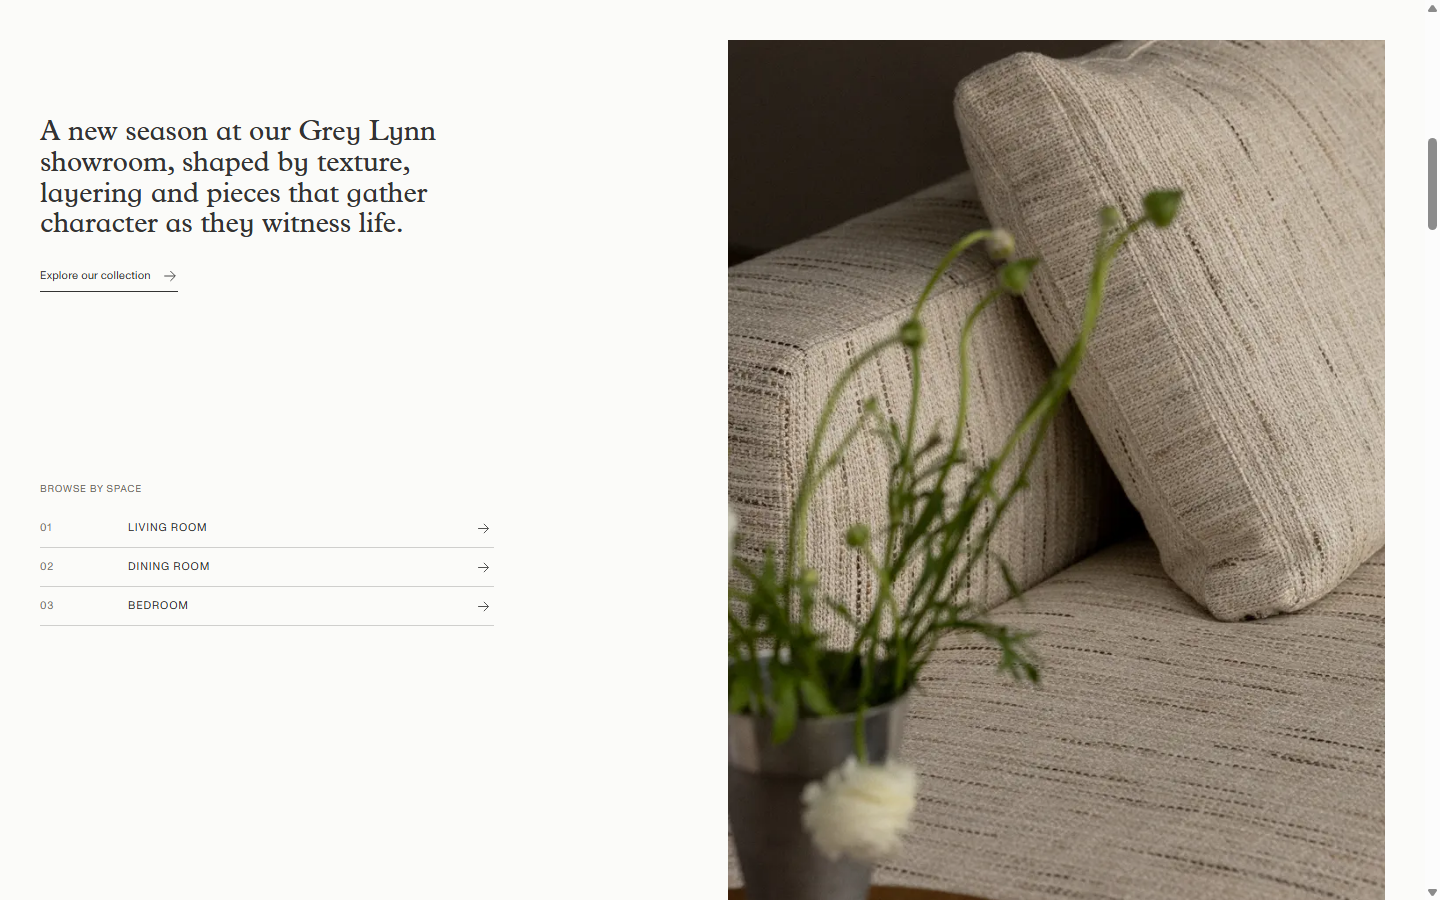 A new season at our Grey Lynn
showroom, shaped by texture,
layering and pieces that gather
character as they witness life.
Explore our collection
BROWSE BY SPACE
01 LIVING ROOM
02 DINING ROOM
03 BEDROOM